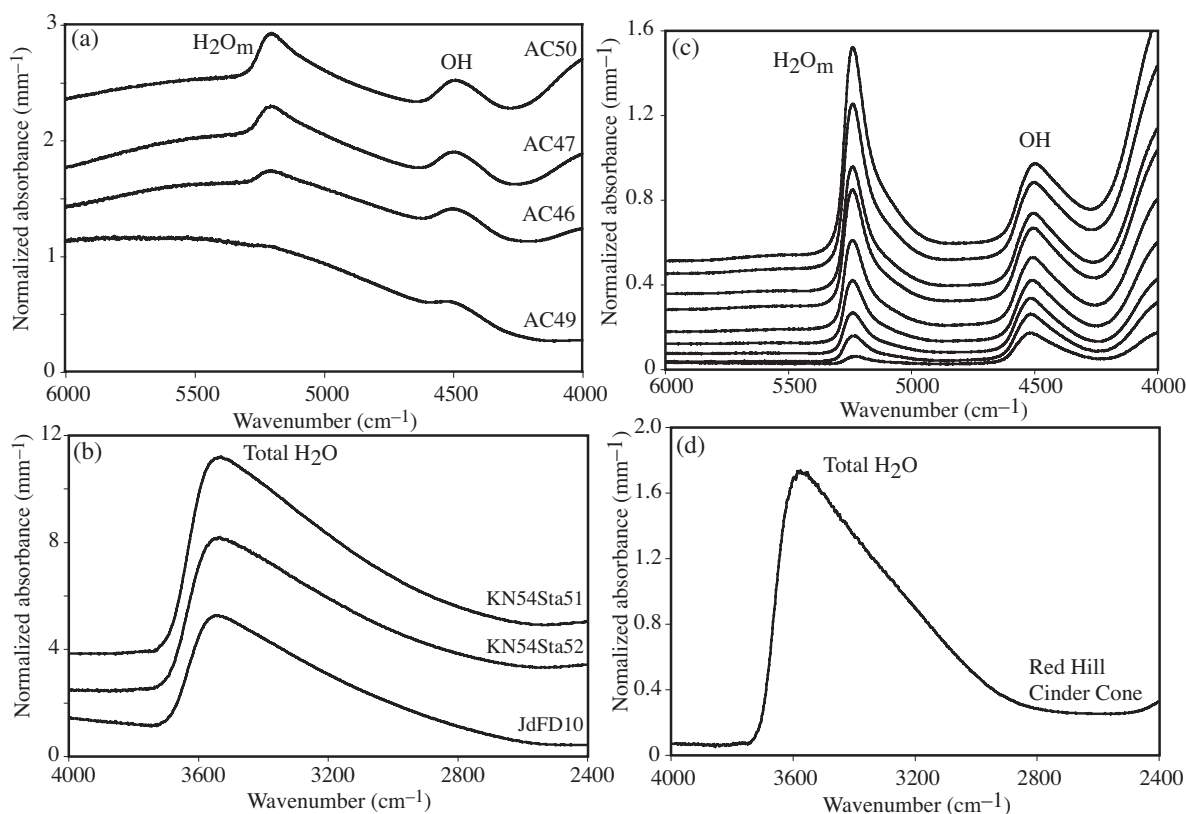 (a)
3
2
1
0
6000 5500 5000 4500 4000
Wavenumber (cm–1)
Normalized absorbance (mm–1)
H2Om
OH
AC50
AC47
AC46
AC49
(b)
12
8
4
0
4000 3600 3200 2800 2400
Wavenumber (cm–1)
Normalized absorbance (mm–1)
Total H2O
KN54Sta51
KN54Sta52
JdFD10
(c)
1.6
1.2
0.8
0.4
0
6000 5500 5000 4500 4000
Wavenumber (cm–1)
Normalized absorbance (mm–1)
H2Om
OH
(d)
2.0
1.6
1.2
0.8
0.4
0
4000 3600 3200 2800 2400
Wavenumber (cm–1)
Normalized absorbance (mm–1)
Total H2O
Red Hill
Cinder Cone